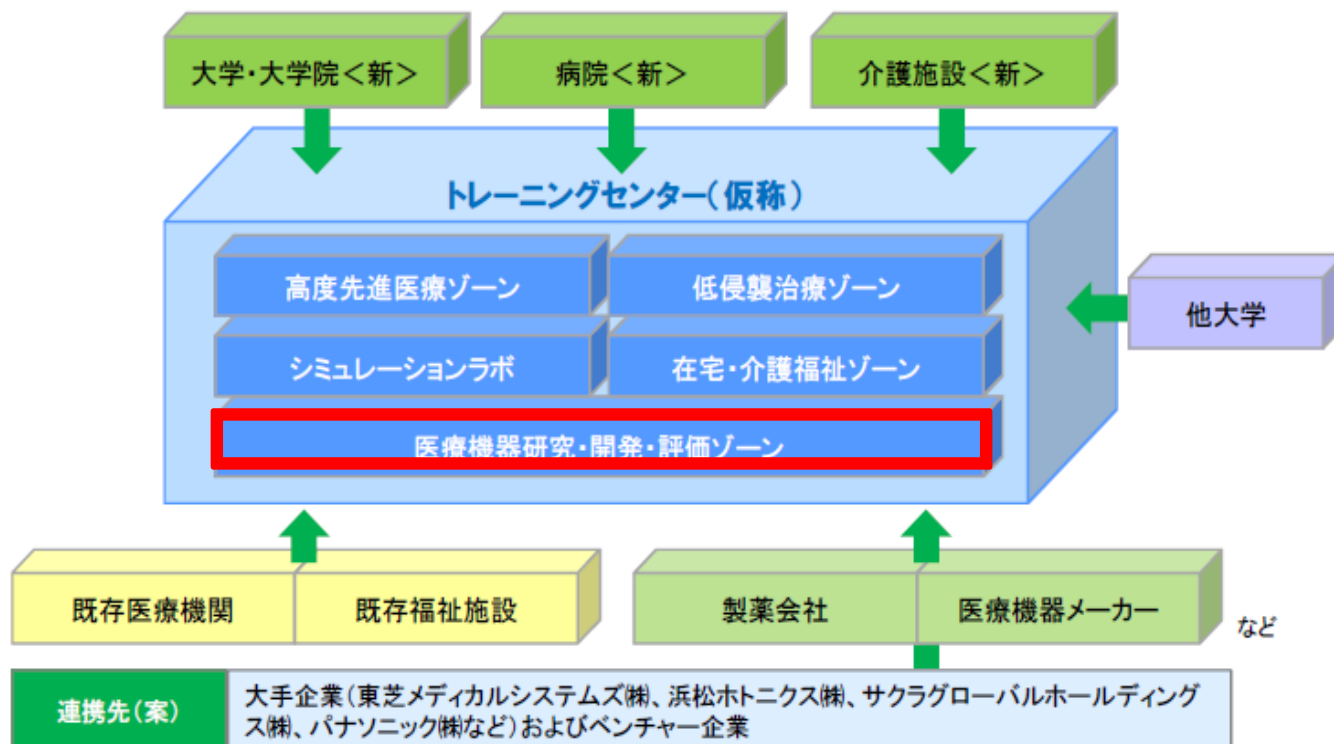 大学・大学院<新>
病院<新>
介護施設<新>
トレーニングセンター(仮称)
高度先進医療ゾーン
低侵襲治療ゾーン
他大学
シミュレーションラボ
在宅・介護福祉ゾーン
医療機器研究・開発・評価ゾーン
既存医療機関
既存福祉施設
製薬会社
医療機器メーカー
など
連携先(案)
大手企業(東芝メディカルシステムズ㈱、浜松ホトニクス㈱、サクラグローバルホールディング
ス㈱、パナソニック㈱など)およびベンチャー企業